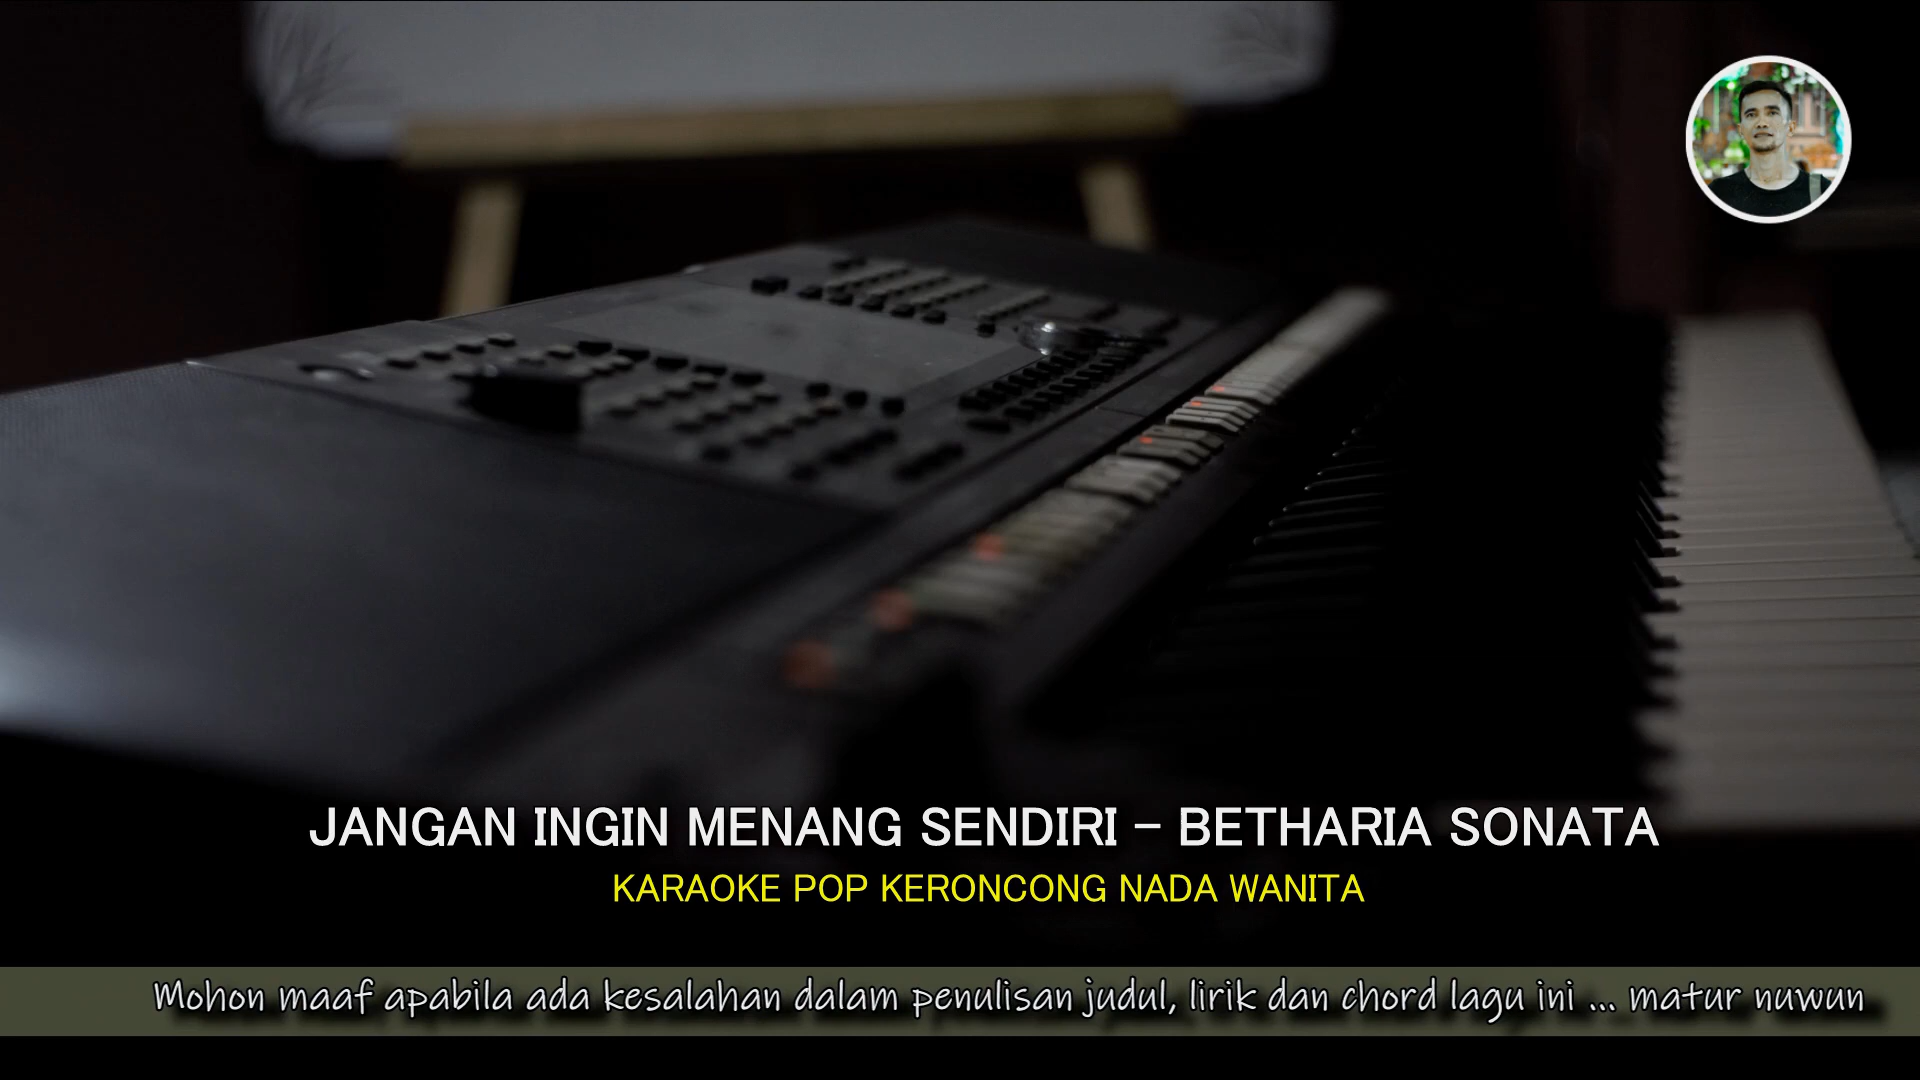 JANGAN INGIN MENANG SENDIRI – BETHARIA SONATA
KARAOKE POP KERONCONG NADA WANITA
Mohon maaf apabila ada kesalahan dalam penulisan judul, lirik dan chord lagu ini ... matur nuwun